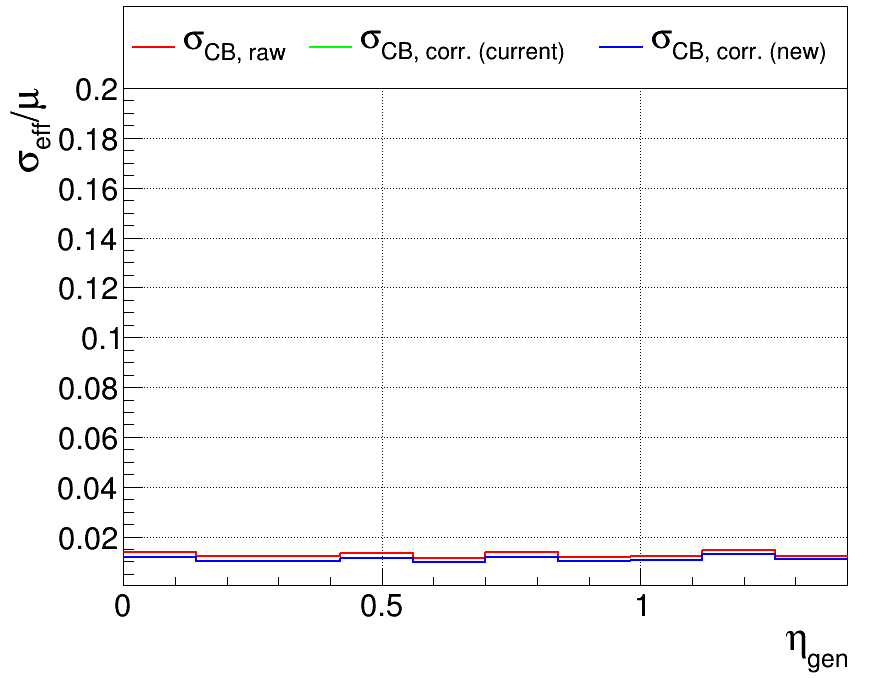 σCB, raw σCB, corr. (current) σCB, corr. (new)
σeff/μ
0.2
0.18
0.16
0.14
0.12
0.1
0.08
0.06
0.04
0.02
0 0.5 1
ηgen